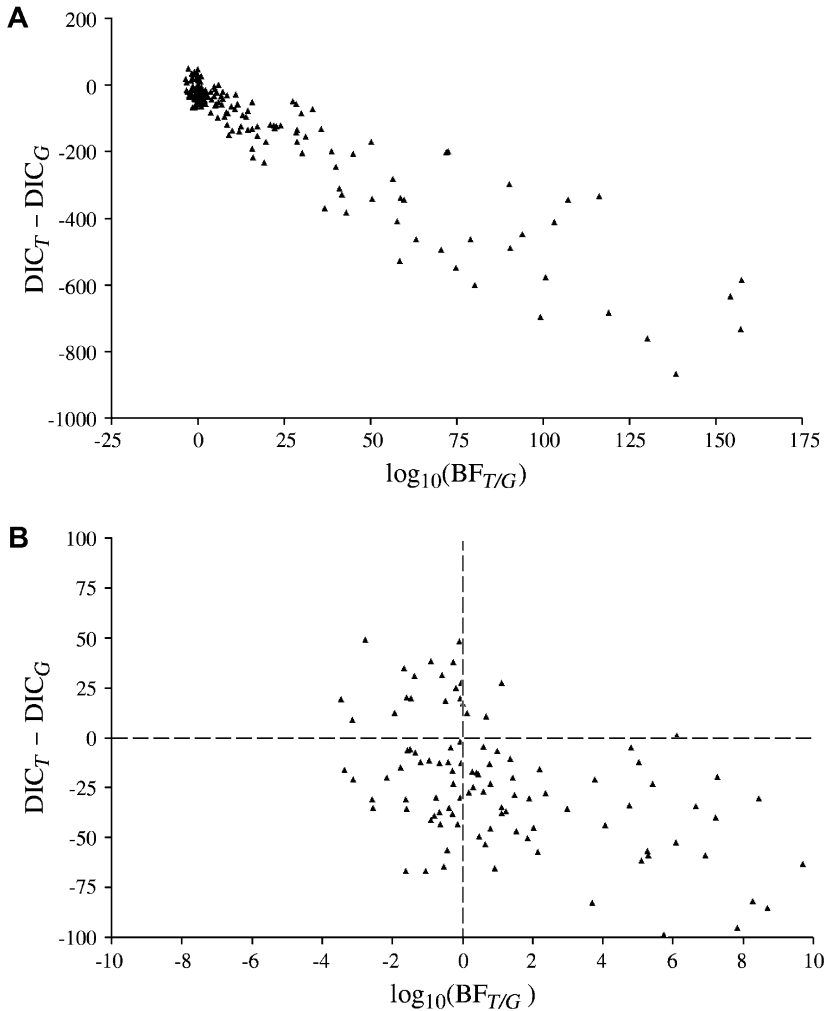 A
200
0
-200
-400
-600
-800
-1000
DIC_T – DIC_G
-25 0 25 50 75 100 125 150 175
log10(BF_T/G)
B
100
75
50
25
0
-25
-50
-75
-100
DIC_T – DIC_G
-10 -8 -6 -4 -2 0 2 4 6 8 10
log10(BF_T/G )